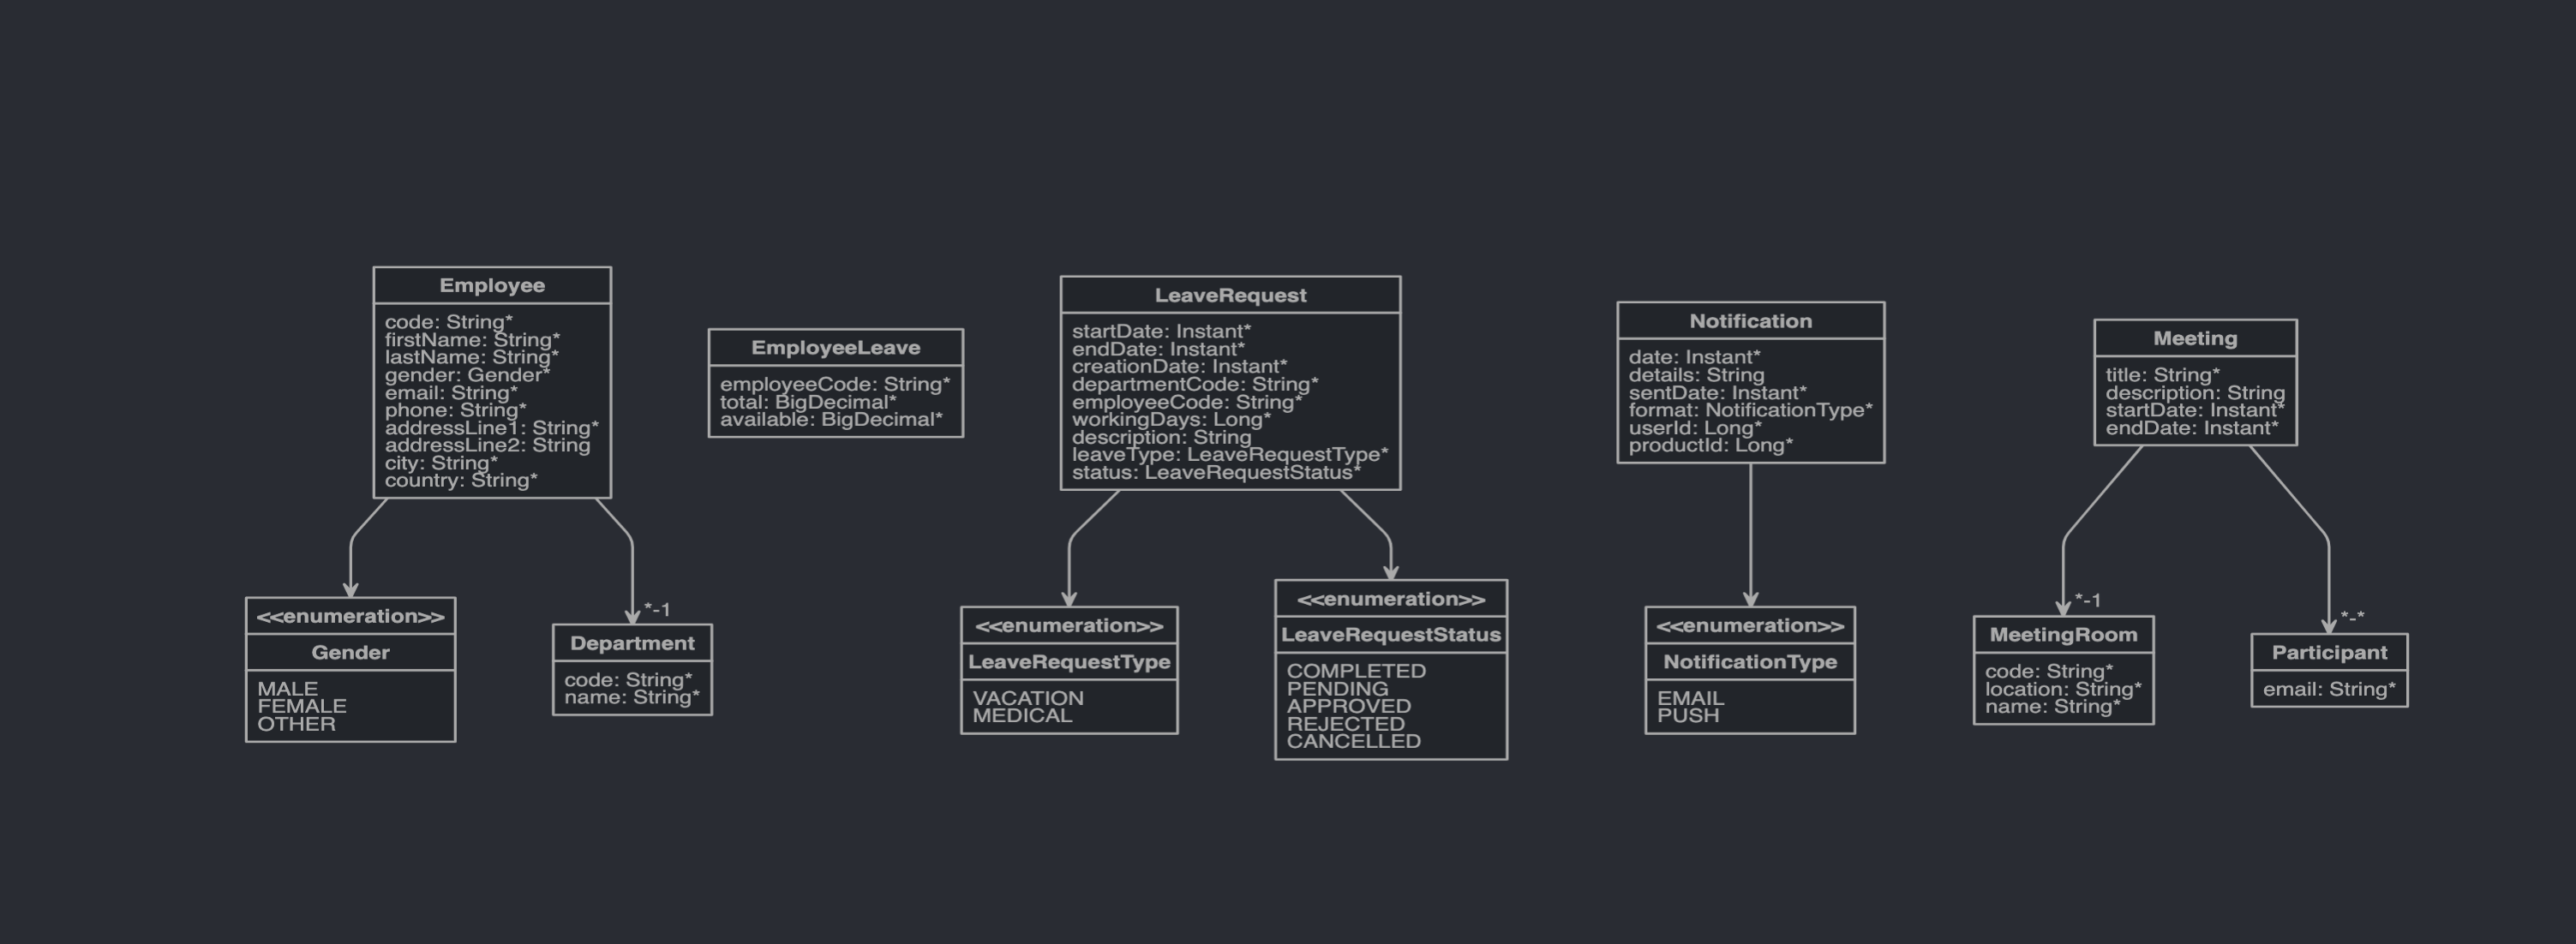 Employee
code: String*
firstName: String*
lastName: String*
gender: Gender*
email: String*
phone: String*
addressLine1: String*
addressLine2: String
city: String*
country: String*
EmployeeLeave
employeeCode: String*
total: BigDecimal*
available: BigDecimal*
LeaveRequest
startDate: Instant*
endDate: Instant*
creationDate: Instant*
departmentCode: String*
employeeCode: String*
workingDays: Long*
description: String
leaveType: LeaveRequestType*
status: LeaveRequestStatus*
Notification
date: Instant*
details: String
sentDate: Instant*
format: NotificationType*
userId: Long*
productId: Long*
Meeting
title: String*
description: String
startDate: Instant*
endDate: Instant*
<<enumeration>>
Gender
MALE
FEMALE
OTHER
*-1
Department
code: String*
name: String*
<<enumeration>>
LeaveRequestType
VACATION
MEDICAL
<<enumeration>>
LeaveRequestStatus
COMPLETED
PENDING
APPROVED
REJECTED
CANCELLED
<<enumeration>>
NotificationType
EMAIL
PUSH
*-1
MeetingRoom
code: String*
location: String*
name: String*
*-*
Participant
email: String*